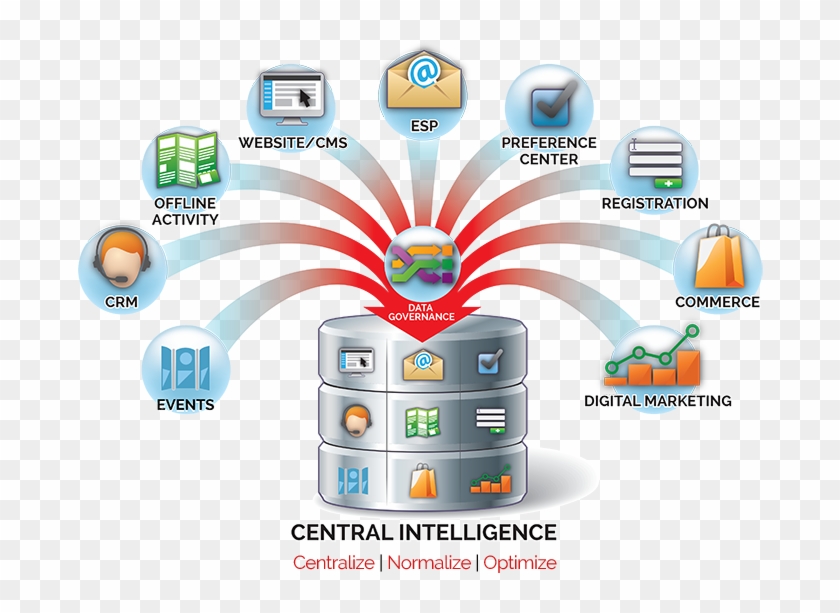 ESP
WEBSITE/CMS
PREFERENCE
CENTER
OFFLINE
ACTIVITY
REGISTRATION
CRM
COMMERCE
DATA
GOVERNANCE
EVENTS
DIGITAL MARKETING
CENTRAL INTELLIGENCE
Centralize | Normalize | Optimize